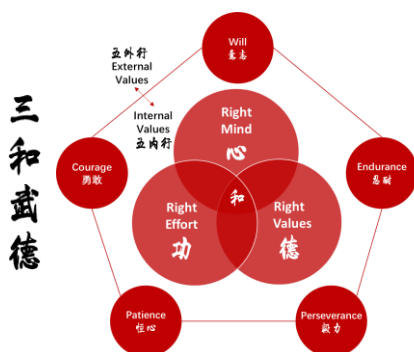 三和武德
五外行
External
Values
Internal
Values
五内行
Will
意志
Courage
勇敢
Endurance
忍耐
Patience
恒心
Perseverance
毅力
Right
Mind
心
Right
Effort
功
Right
Values
德
和